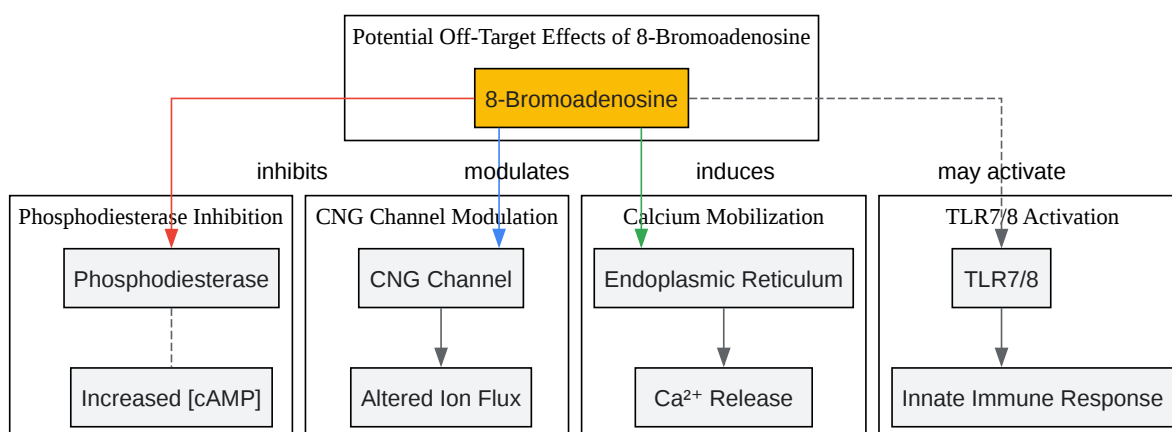 Potential Off-Target Effects of 8-Bromoadenosine
8-Bromoadenosine
inhibits
modulates
induces
may activate
Phosphodiesterase Inhibition
CNG Channel Modulation
Calcium Mobilization
TLR7/8 Activation
Phosphodiesterase
CNG Channel
Endoplasmic Reticulum
TLR7/8
Increased [cAMP]
Altered Ion Flux
Ca²⁺ Release
Innate Immune Response